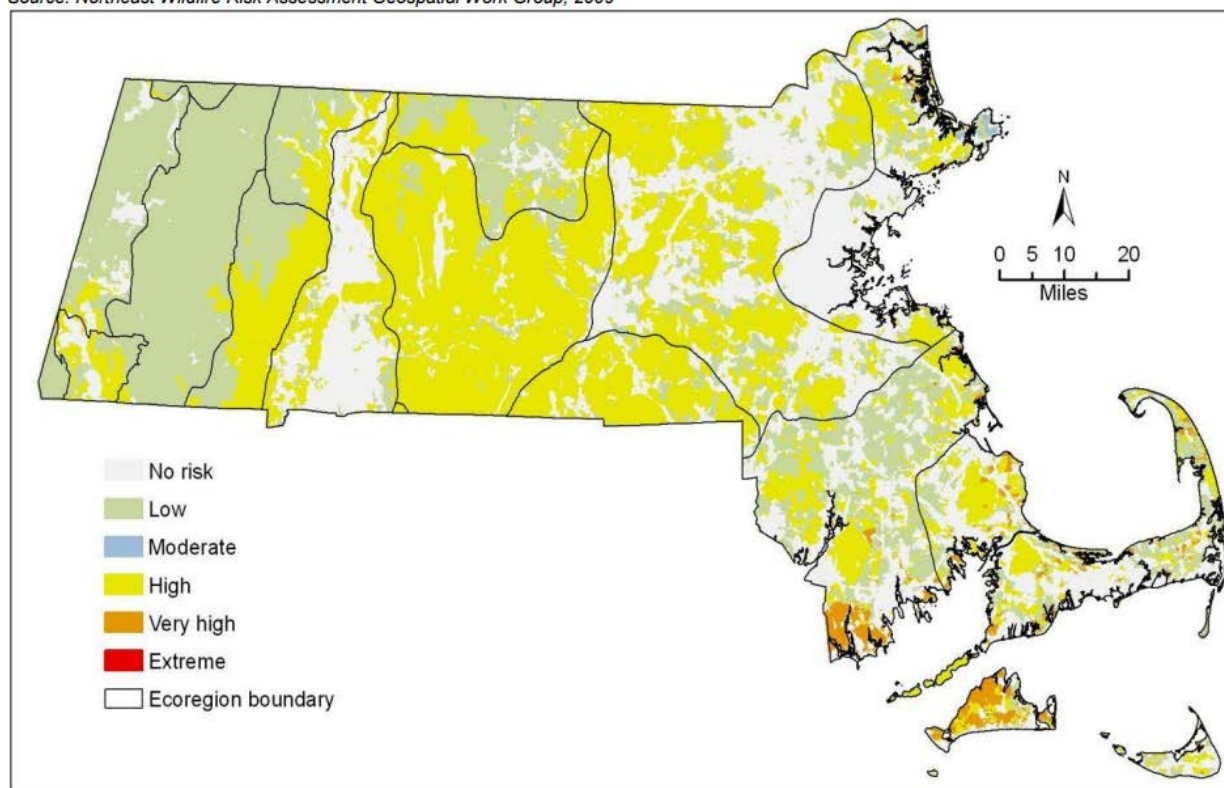 Source: Northeast Wildfire Risk Assessment Geospatial Work Group, 2009
N
0 5 10 20
Miles
No risk
Low
Moderate
High
Very high
Extreme
Ecoregion boundary